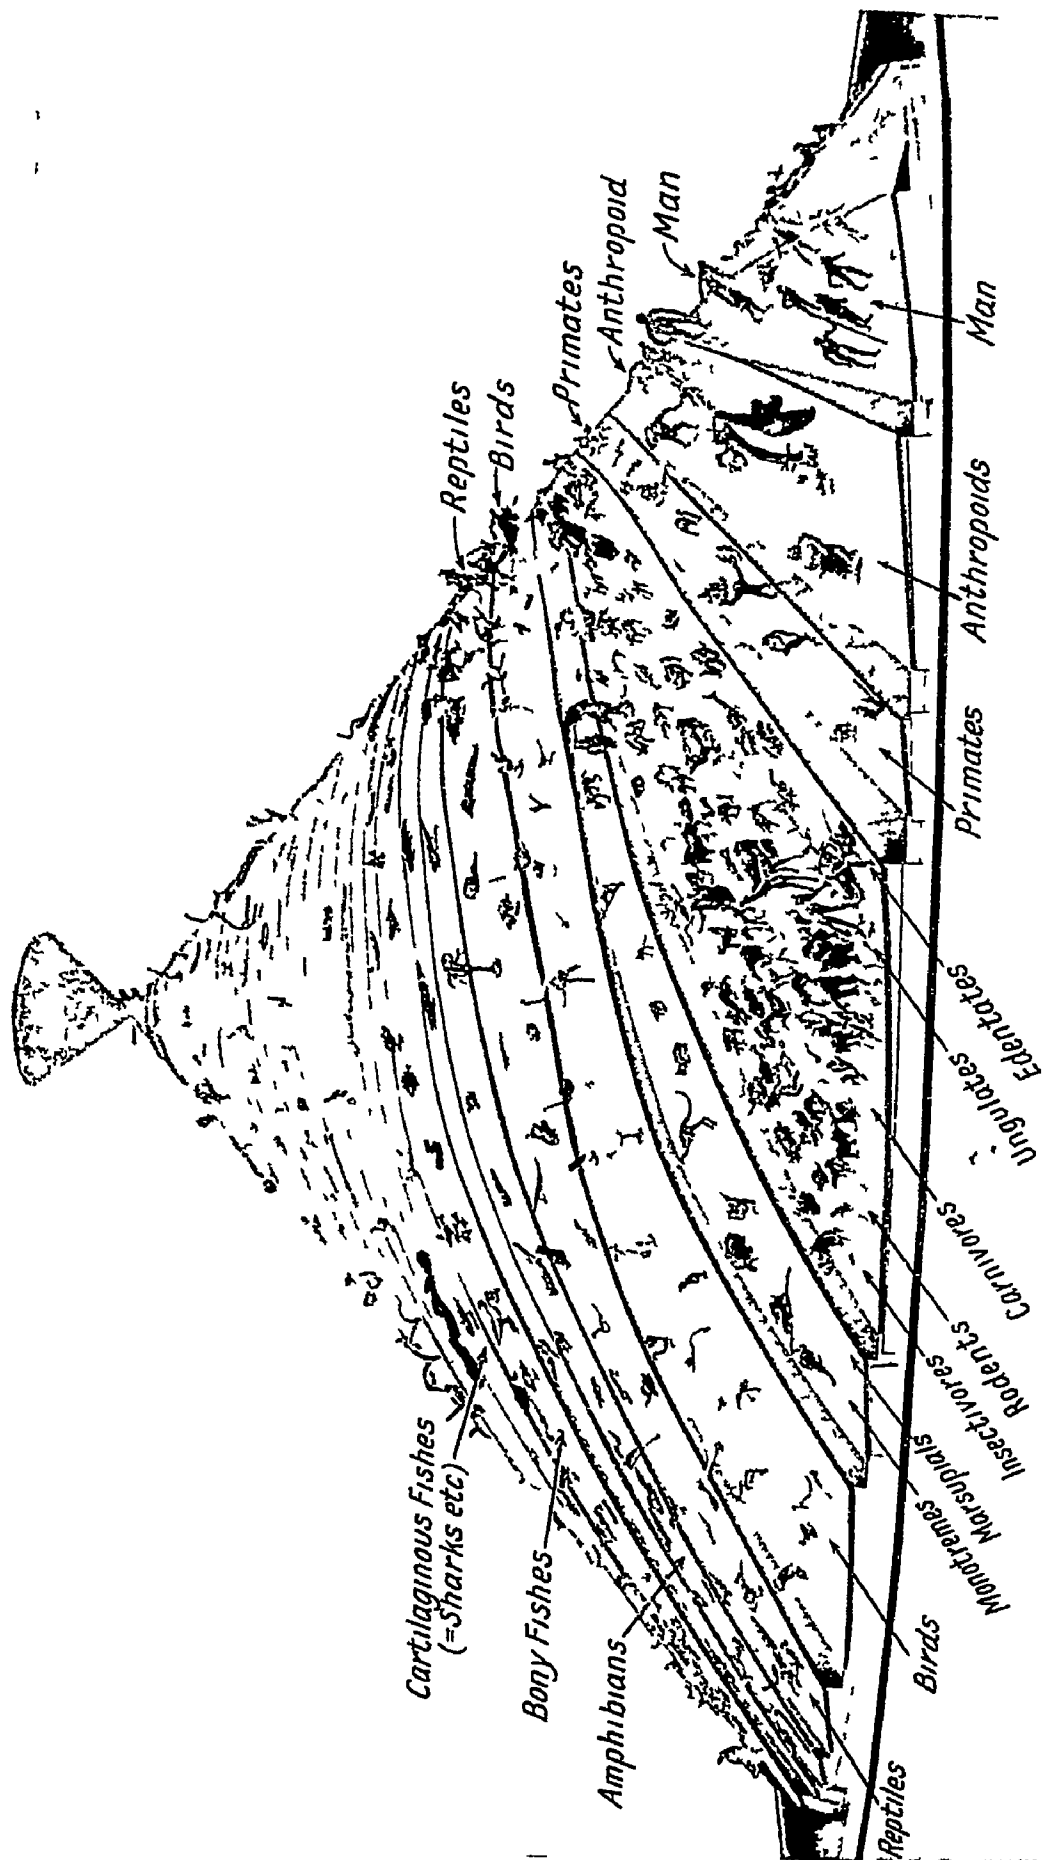 Cartilaginous Fishes
(=Sharks etc)
Bony Fishes
Amphibians
Reptiles
Birds
Primates
Anthropoid
Man
Reptiles
Birds
Monotremes
Marsupials
Insectivores
Rodents
Carnivores
Ungulates
Edentates
Primates
Anthropoids
Man